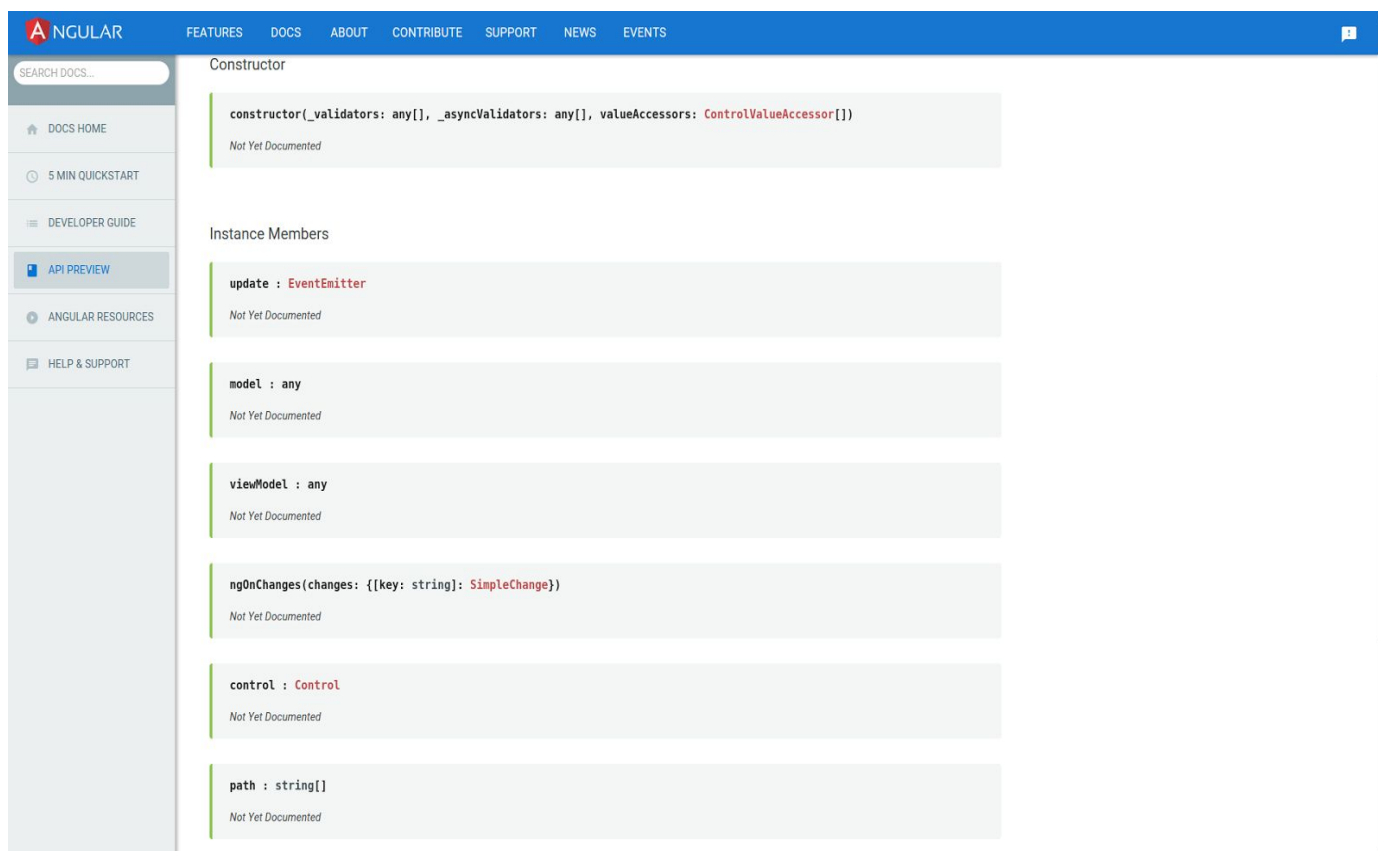 ANGULAR
FEATURES DOCS ABOUT CONTRIBUTE SUPPORT NEWS EVENTS
SEARCH DOCS...
DOCS HOME
5 MIN QUICKSTART
DEVELOPER GUIDE
API PREVIEW
ANGULAR RESOURCES
HELP & SUPPORT
Constructor
constructor(_validators: any[], _asyncValidators: any[], valueAccessors: ControlValueAccessor[])
Not Yet Documented
Instance Members
update : EventEmitter
Not Yet Documented
model : any
Not Yet Documented
viewModel : any
Not Yet Documented
ngOnChanges(changes: {[key: string]: SimpleChange})
Not Yet Documented
control : Control
Not Yet Documented
path : string[]
Not Yet Documented